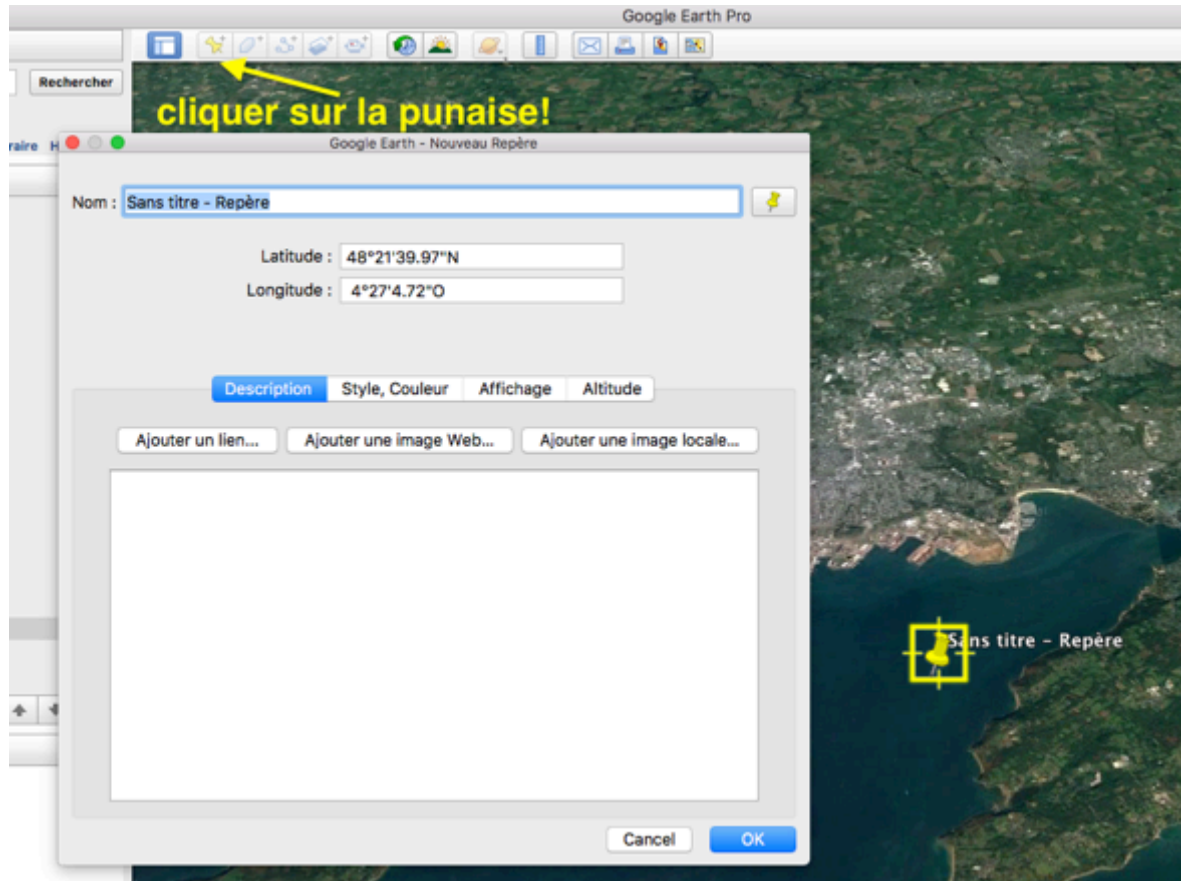 Google Earth Pro
Rechercher
cliquer sur la punaise!
raire H
Google Earth - Nouveau Repère
Nom : Sans titre - Repère
Latitude : 48°21'39.97"N
Longitude : 4°27'4.72"O
Description Style, Couleur Affichage Altitude
Ajouter un lien... Ajouter une image Web... Ajouter une image locale...
Sans titre - Repère
Cancel OK